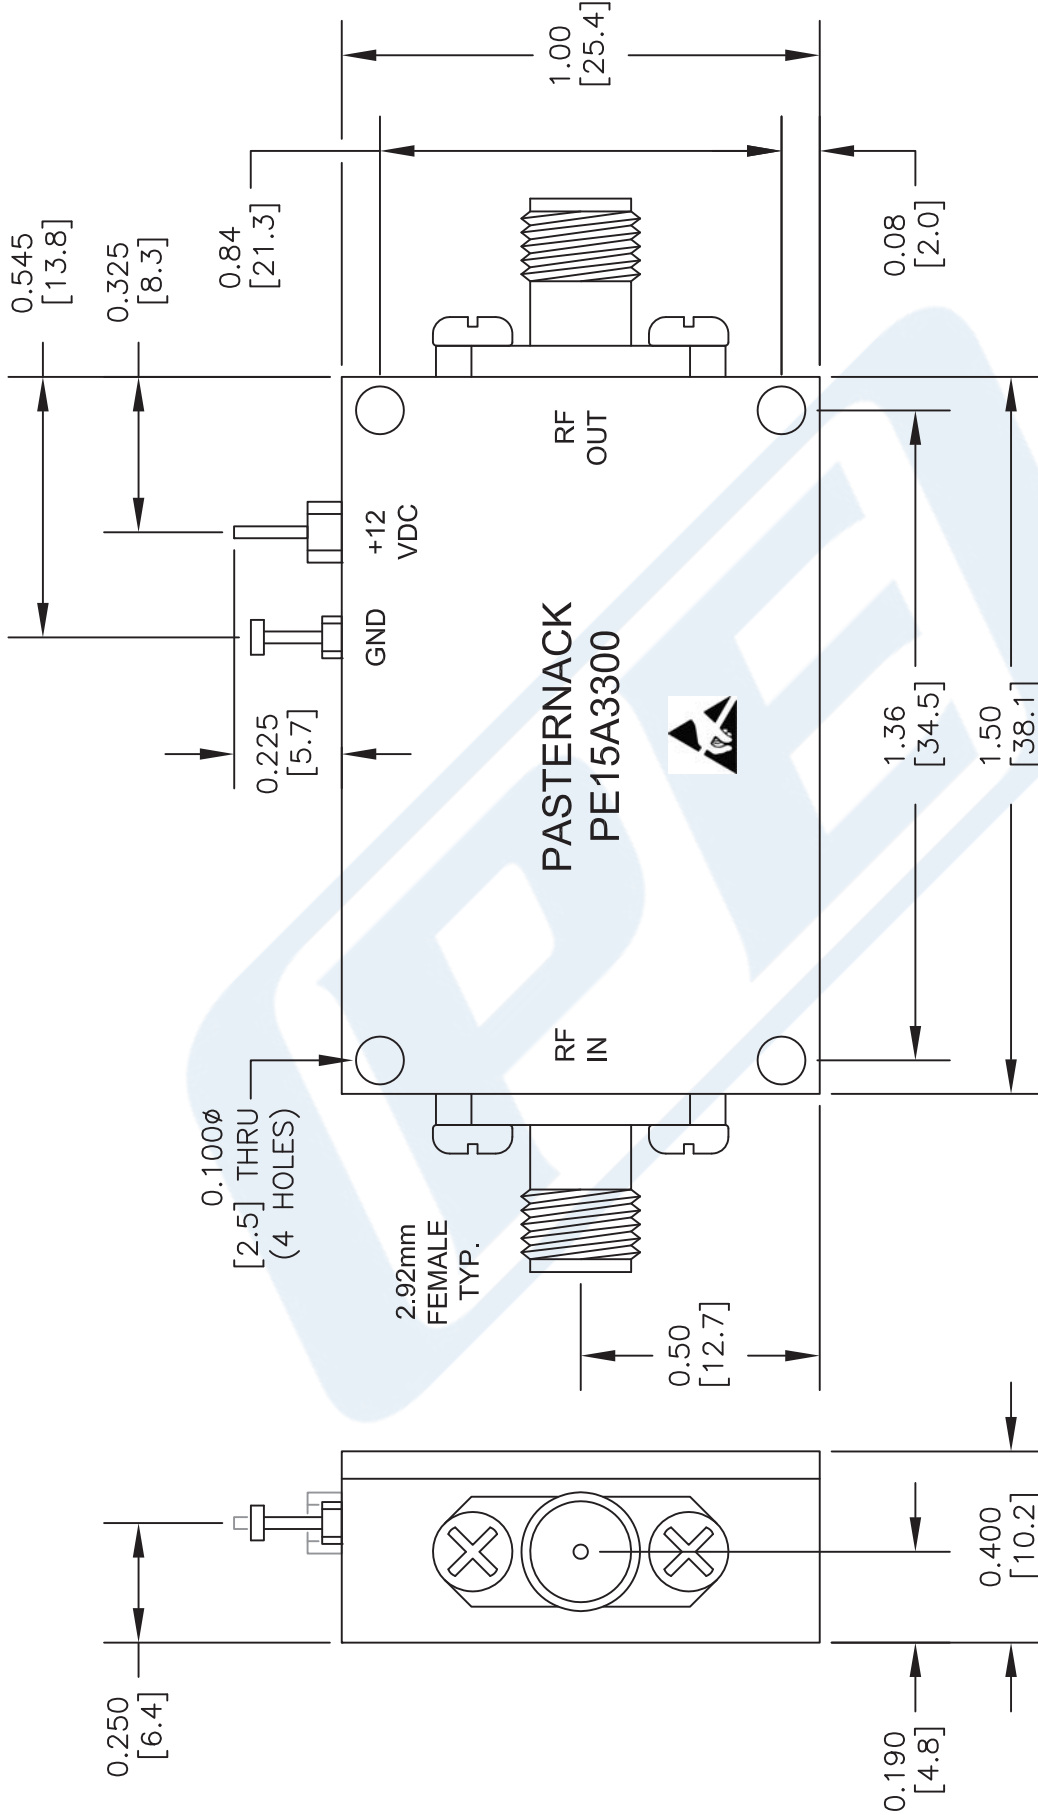 0.250
[6.4]
0.190
[4.8]
0.400
[10.2]
0.50
[12.7]
2.92mm
FEMALE
TYP.
0.100ø
[2.5] THRU
(4 HOLES)
RF
IN
PASTERNACK
PE15A3300
GND
+12
VDC
RF
OUT
0.225
[5.7]
0.545
[13.8]
0.325
[8.3]
0.84
[21.3]
1.00
[25.4]
0.08
[2.0]
1.36
[34.5]
1.50
[38.1]
PE